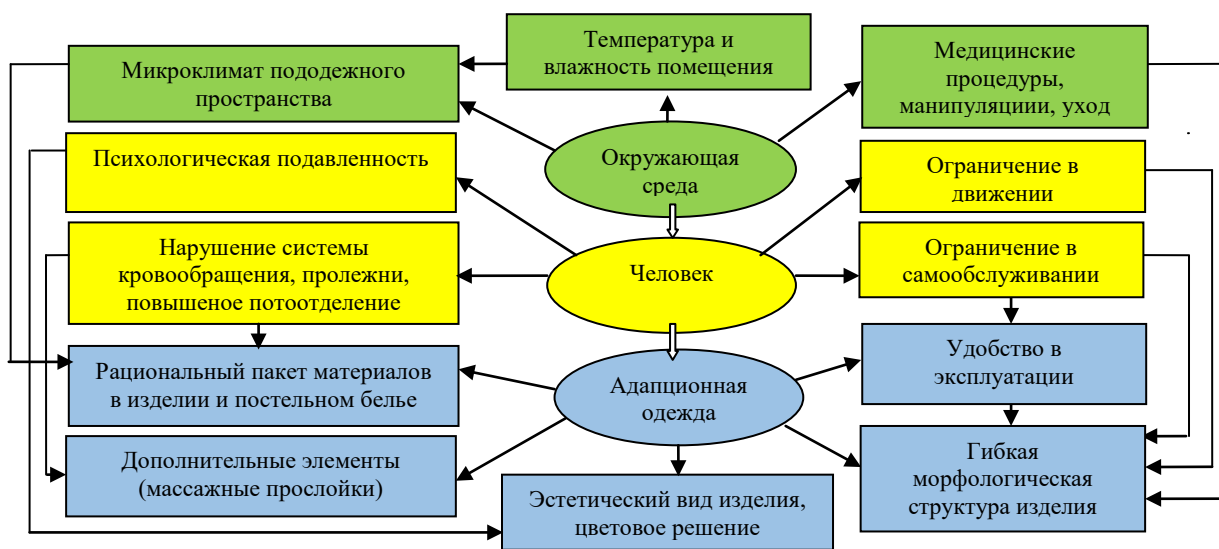 Температура и
влажность помещения
Микроклимат пододежного
пространства
Медицинские
процедуры,
манипуляциии, уход
Окружающая
среда
Психологическая подавленность
Ограничение в
движении
Нарушение системы
кровообращения, пролежни,
повышеное потоотделение
Человек
Ограничение в
самообслуживании
Рациональный пакет материалов
в изделии и постельном белье
Адапционная
одежда
Удобство в
эксплуатации
Дополнительные элементы
(массажные прослойки)
Эстетический вид изделия,
цветовое решение
Гибкая
морфологическая
структура изделия